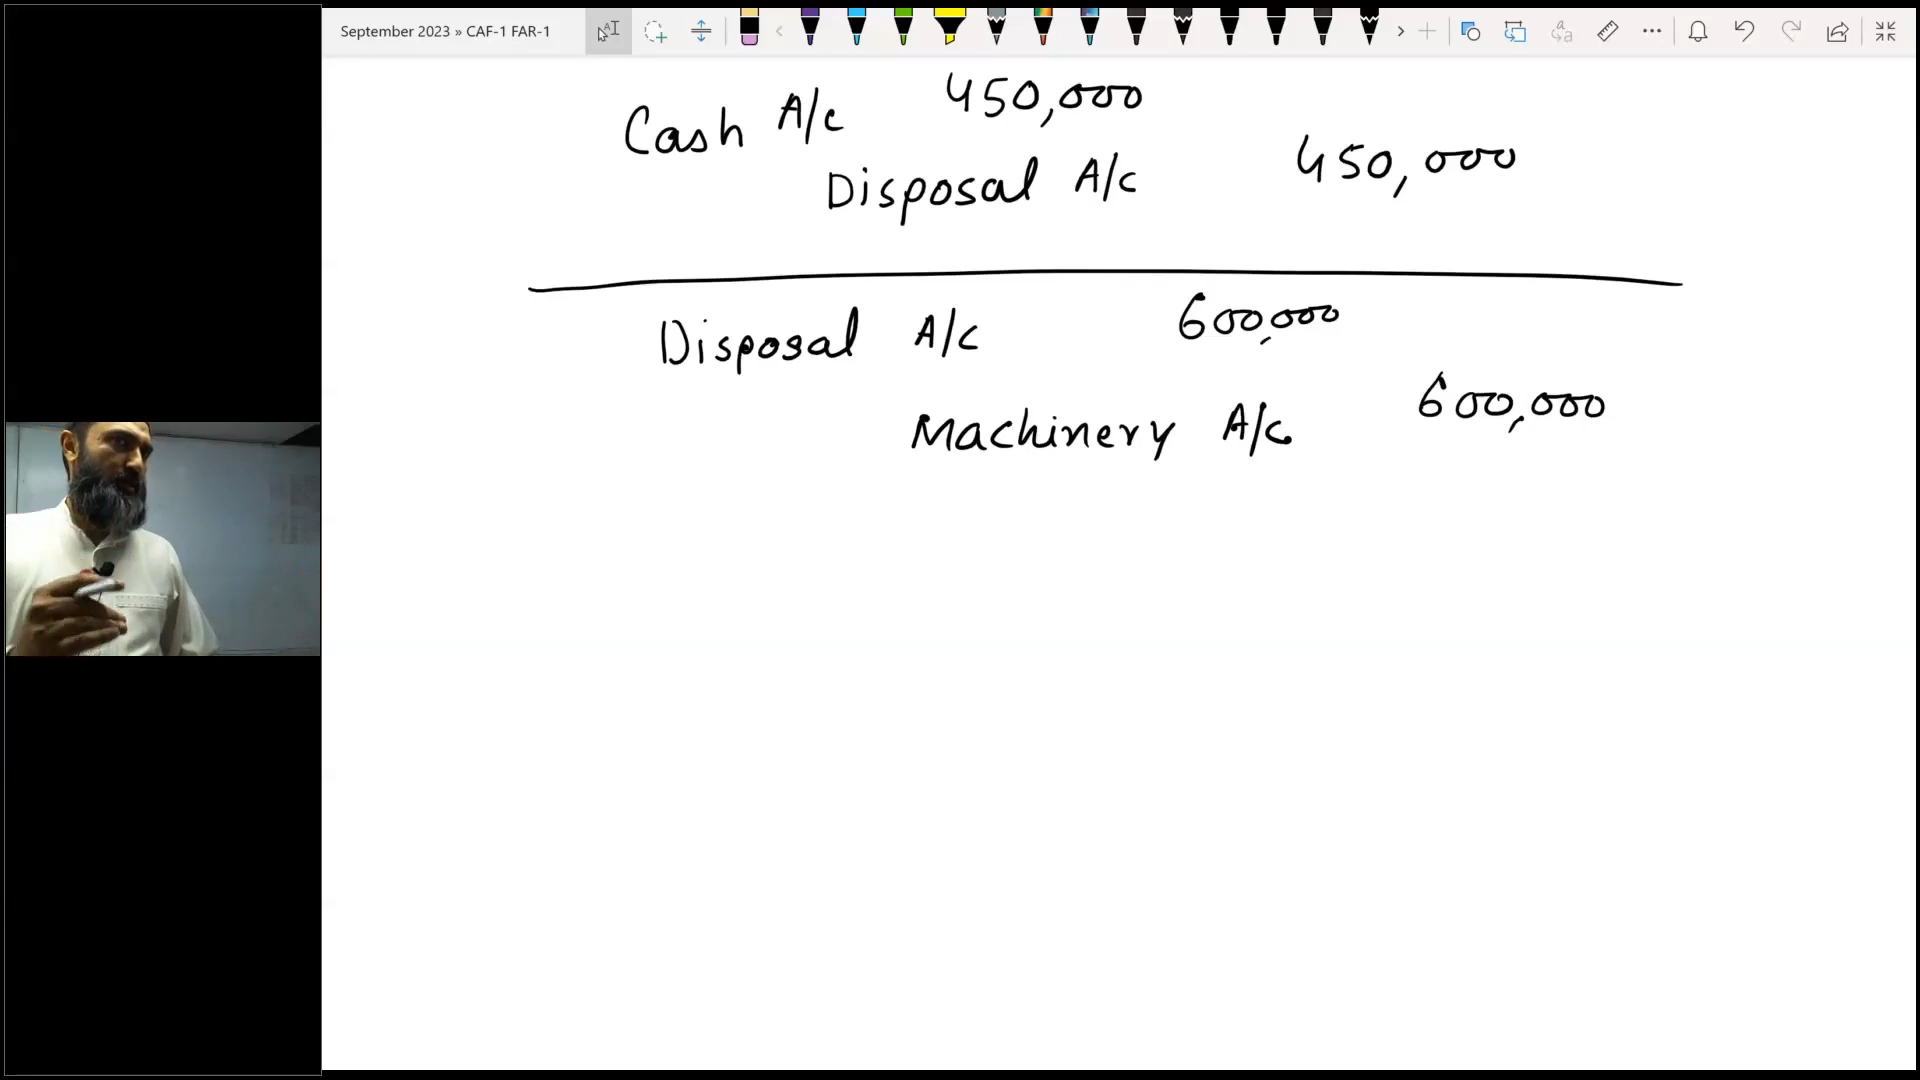 September 2023 » CAF-1 FAR-1
Cash A/c 450,000
Disposal A/c 450,000
Disposal A/c 600,000
Machinery A/c 600,000